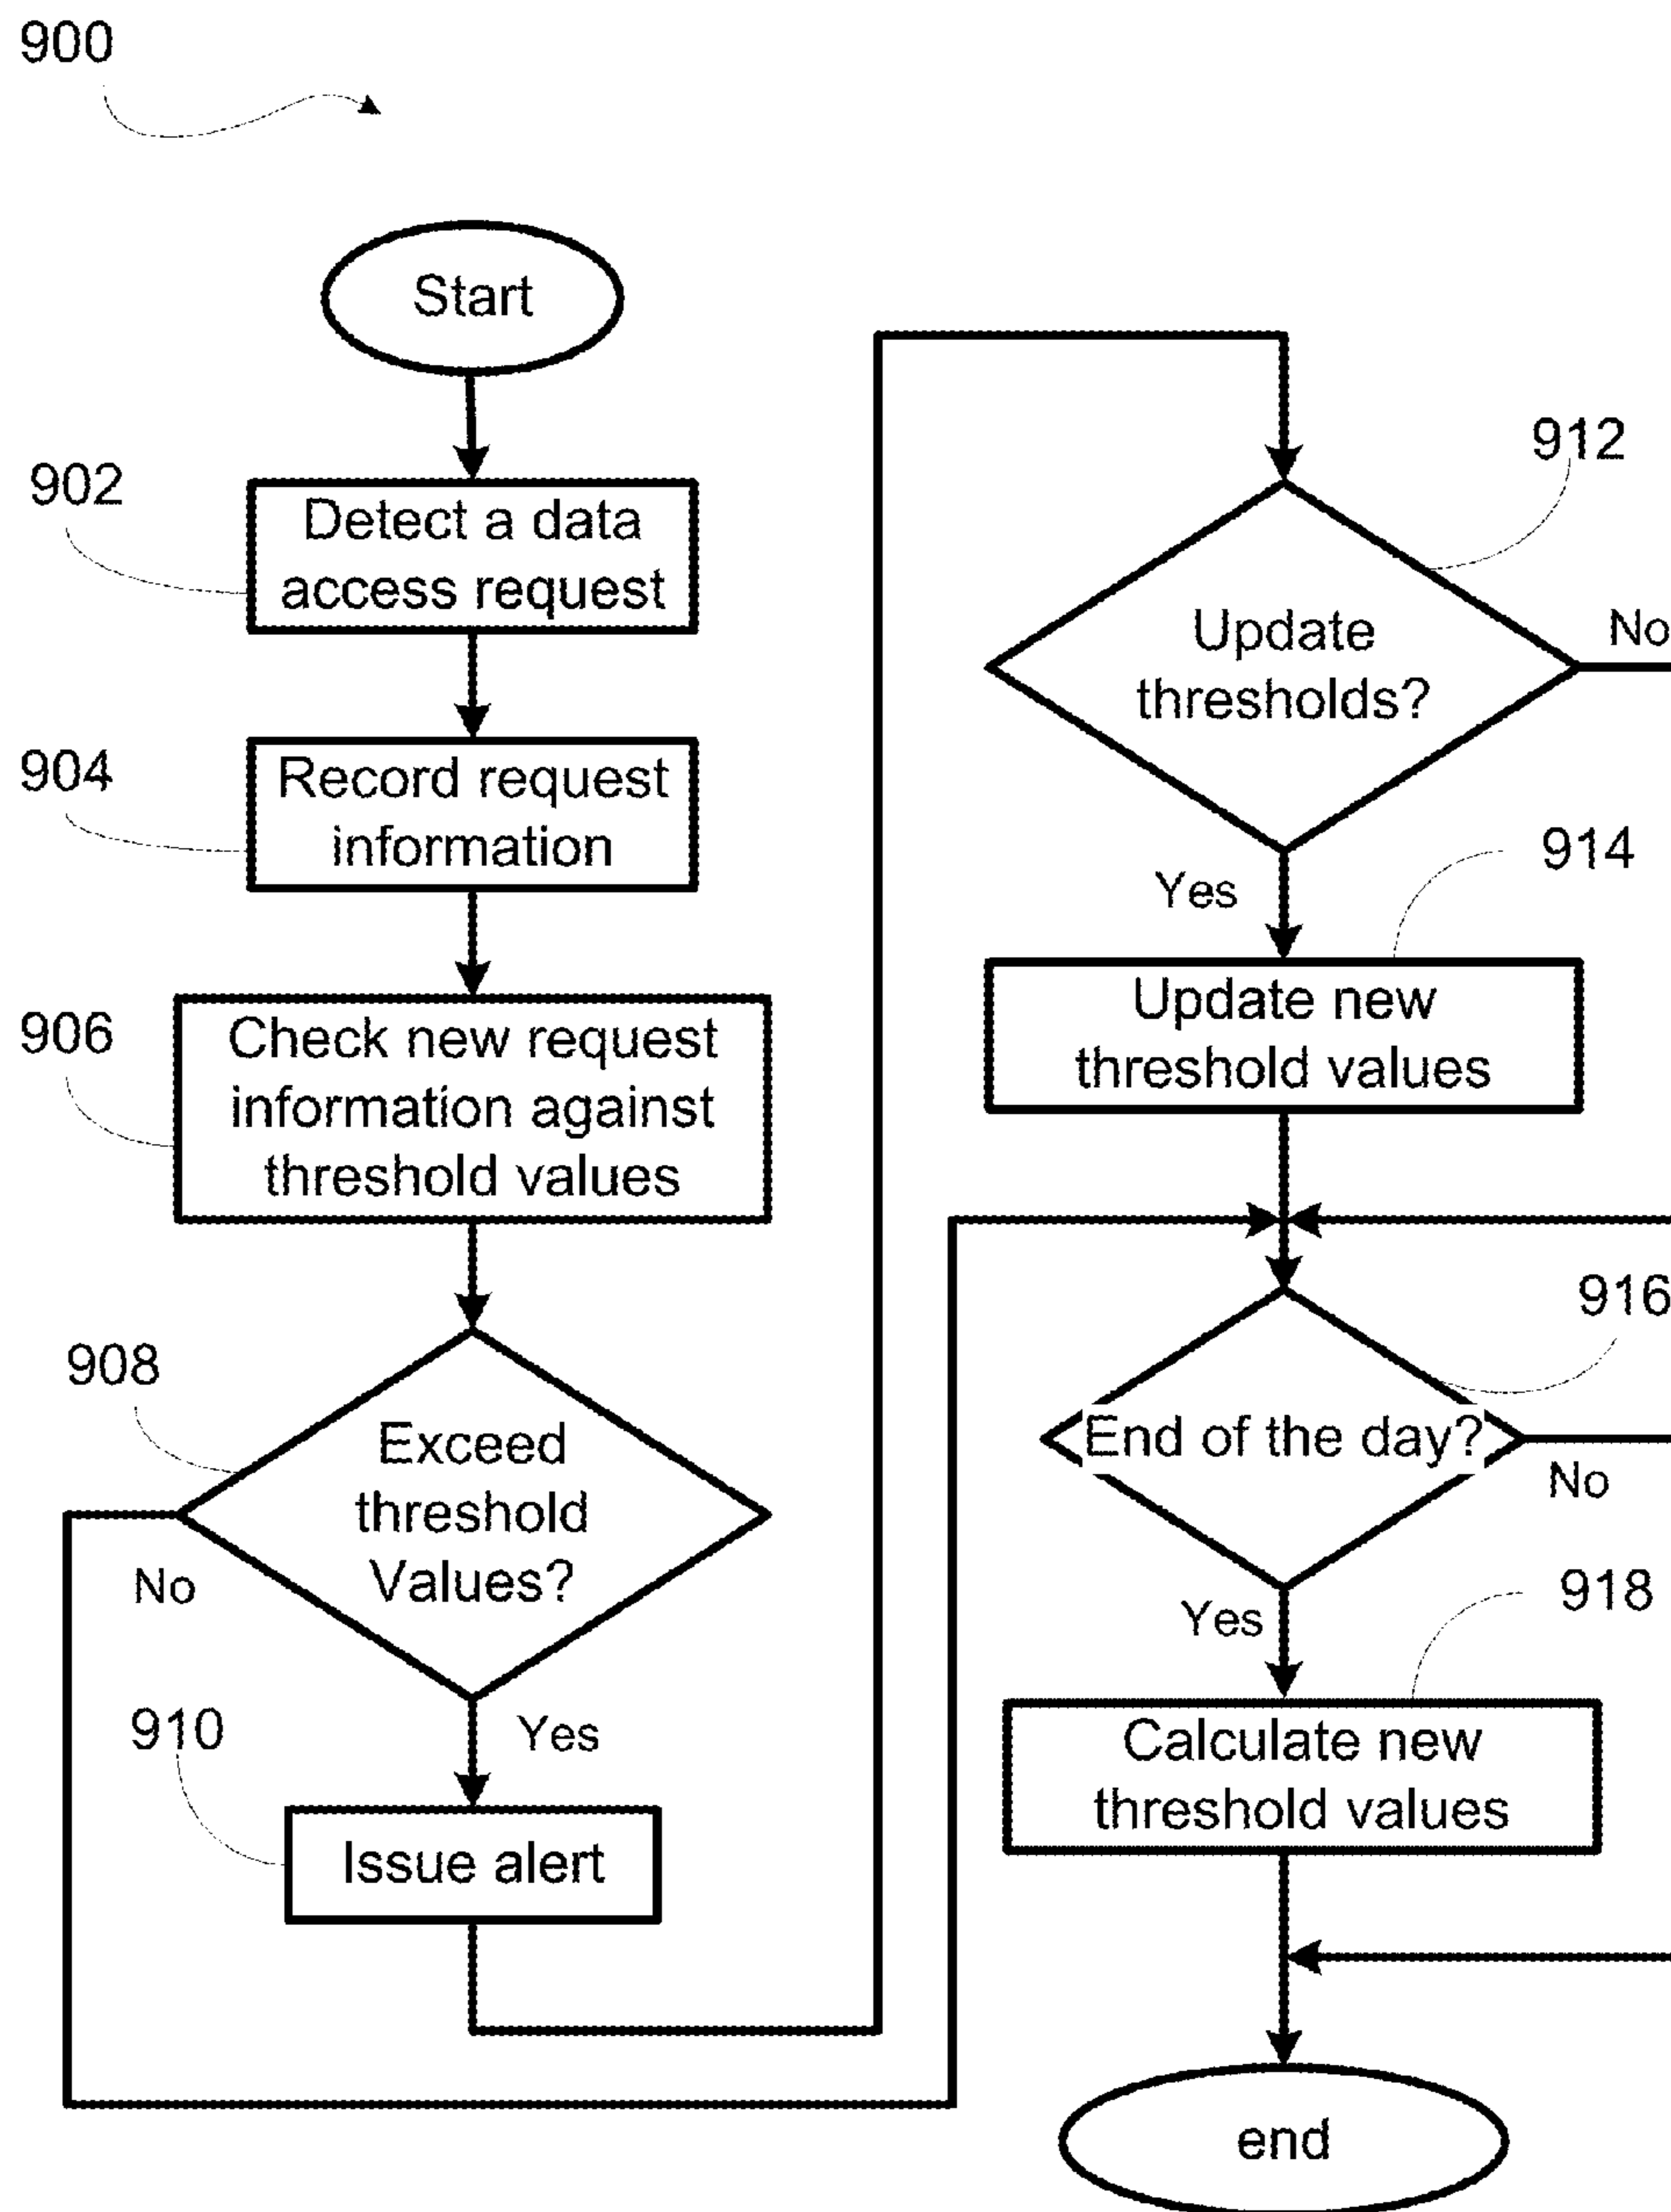 900
Start
902
Detect a data
access request
904
Record request
information
906
Check new request
information against
threshold values
908
Exceed
threshold
Values?
No
Yes
910
Issue alert
912
Update
thresholds?
No
Yes
914
Update new
threshold values
916
End of the day?
No
Yes
918
Calculate new
threshold values
end